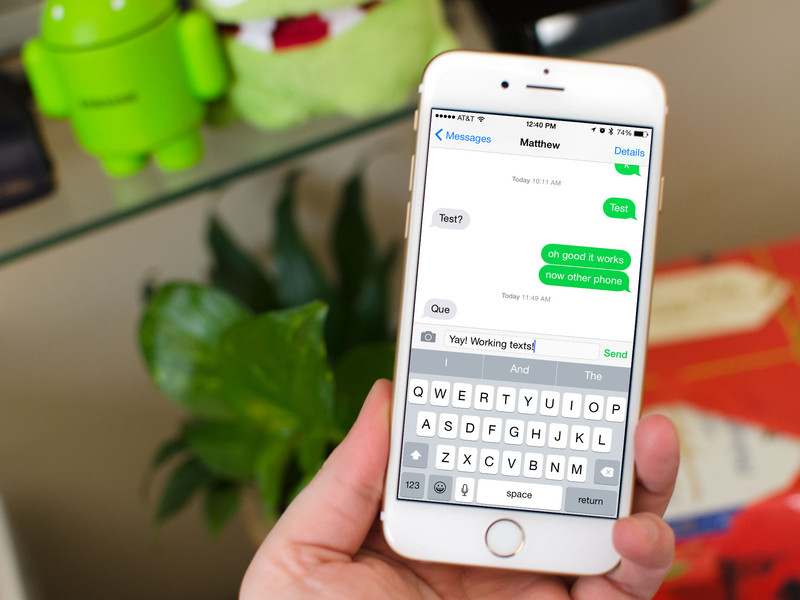 AT&T 12:40 PM 74%
Messages Matthew Details
k
Today 10:11 AM
Test
Test?
oh good it works
now other phone
Today 11:49 AM
Que
Yay! Working texts! Send
I And The
Q W E R T Y U I O P
A S D F G H J K L
Z X C V B N M
123 space return